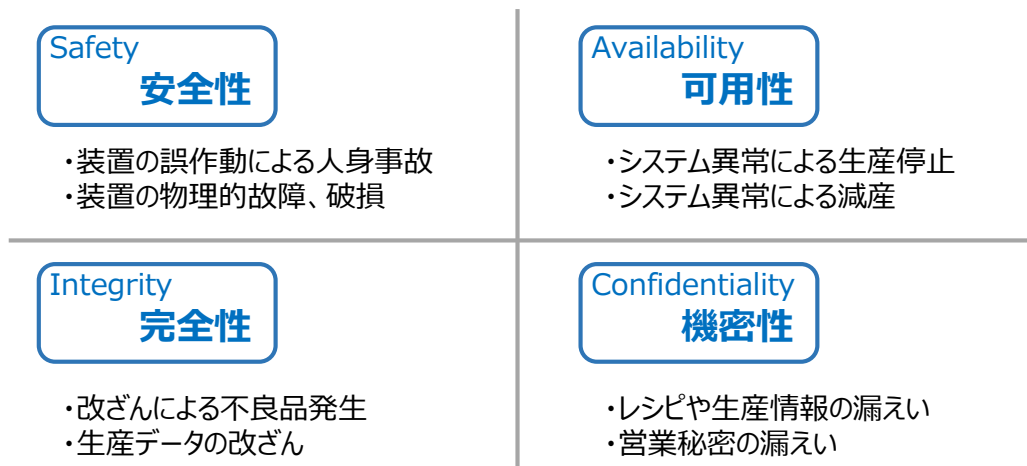 Safety
安全性
・装置の誤作動による人身事故
・装置の物理的故障、破損
Availability
可用性
・システム異常による生産停止
・システム異常による減産
Integrity
完全性
・改ざんによる不良品発生
・生産データの改ざん
Confidentiality
機密性
・レシピや生産情報の漏えい
・営業秘密の漏えい